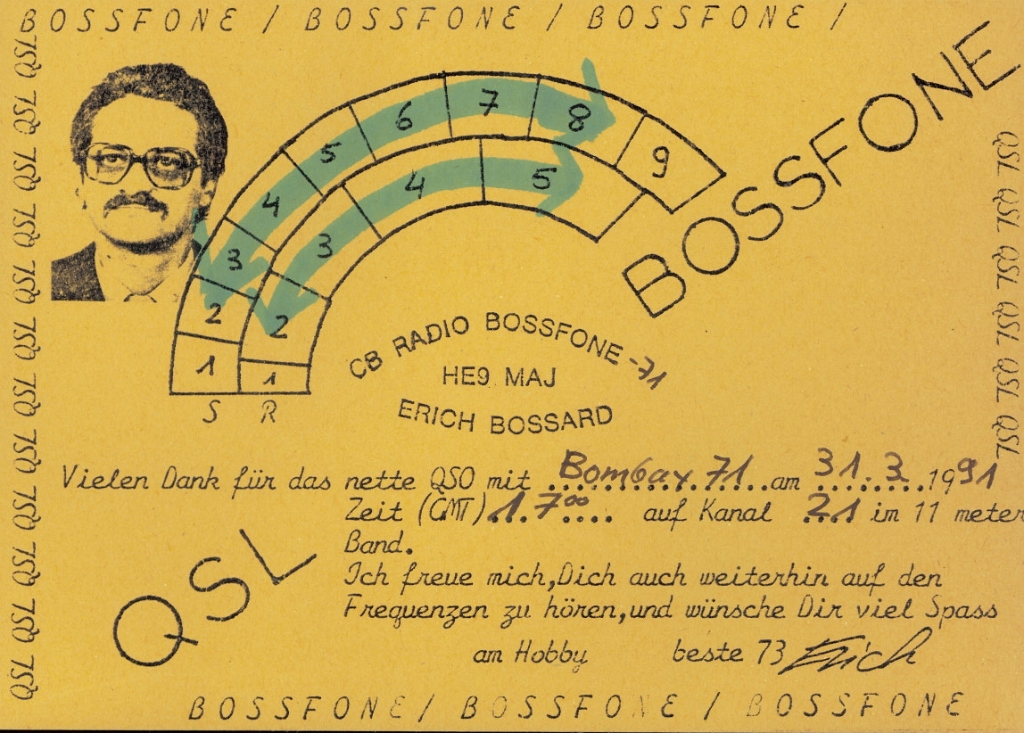 BOSSFONE / BOSSFONE / BOSSFONE /
QSL QSL QSL QSL QSL QSL QSL QSL QSL QSL QSL
1 2 3 4 5 6 7 8 9
1 2 3 4 5
S R
BOSSFONE
QSL QSL QSL QSL QSL QSL
CB RADIO BOSSFONE -71
HE9 MAJ
ERICH BOSSARD
Vielen Dank für das nette QSO mit Bombay 71 am 31.3 1991
Zeit (GMT) 1.7⁰⁰ auf Kanal 21 im 11 meter
Band.
Ich freue mich, Dich auch weiterhin auf den
Frequenzen zu hören, und wünsche Dir viel Spass
am Hobby beste 73 Erich
QSL
BOSSFONE / BOSSFONE / BOSSFONE